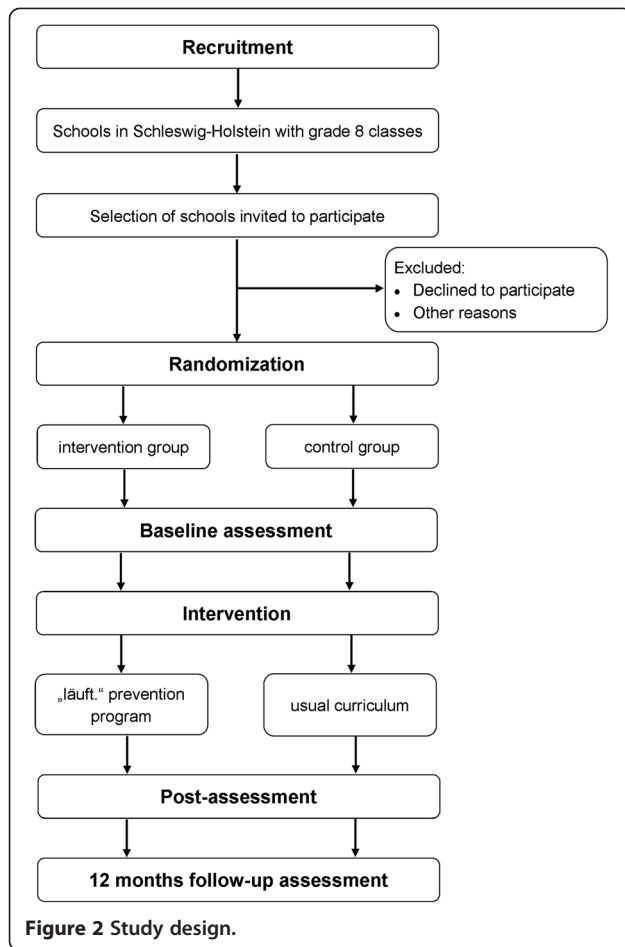 Recruitment
Schools in Schleswig-Holstein with grade 8 classes
Selection of schools invited to participate
Excluded:
• Declined to participate
• Other reasons
Randomization
intervention group
control group
Baseline assessment
Intervention
„läuft.“ prevention
program
usual curriculum
Post-assessment
12 months follow-up assessment
Figure 2 Study design.